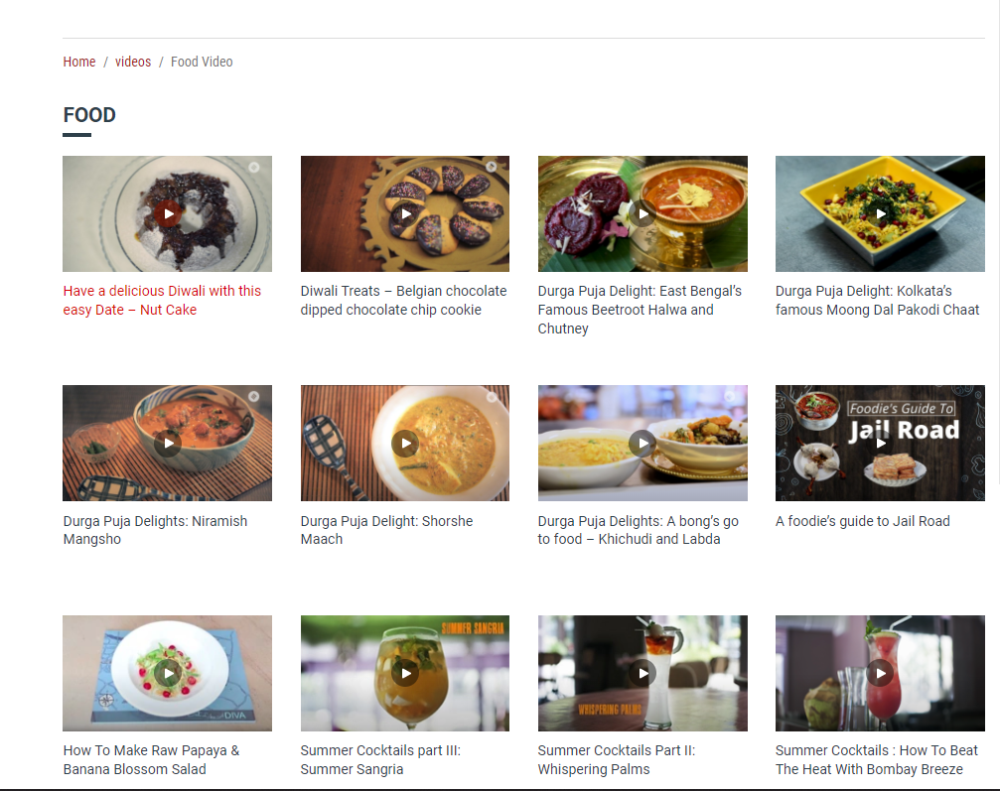 Home / videos / Food Video
FOOD
Have a delicious Diwali with this
easy Date – Nut Cake
Diwali Treats – Belgian chocolate
dipped chocolate chip cookie
Durga Puja Delight: East Bengal’s
Famous Beetroot Halwa and
Chutney
Durga Puja Delight: Kolkata’s
famous Moong Dal Pakodi Chaat
Foodie's Guide To
Jail Road
Durga Puja Delights: Niramish
Mangsho
Durga Puja Delight: Shorshe
Maach
Durga Puja Delights: A bong’s go
to food – Khichudi and Labda
A foodie’s guide to Jail Road
DIVA
SUMMER SANGRIA
WHISPERING PALMS
How To Make Raw Papaya &
Banana Blossom Salad
Summer Cocktails part III:
Summer Sangria
Summer Cocktails Part II:
Whispering Palms
Summer Cocktails : How To Beat
The Heat With Bombay Breeze